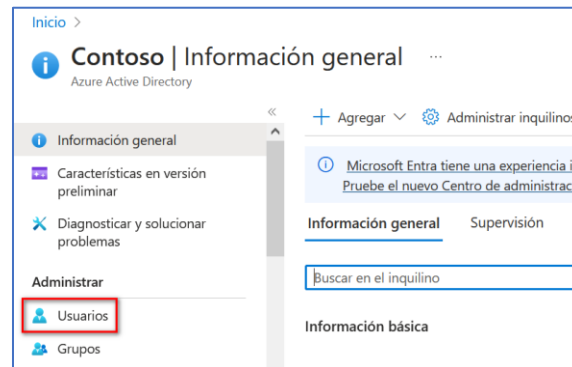 Inicio >
Contoso | Información general ...
Azure Active Directory
«
Información general
Características en versión
preliminar
Diagnosticar y solucionar
problemas
Administrar
Usuarios
Grupos
+ Agregar Administrar inquilinos
Microsoft Entra tiene una experiencia
Pruebe el nuevo Centro de
Información general Supervisión
Buscar en el inquilino
Información básica